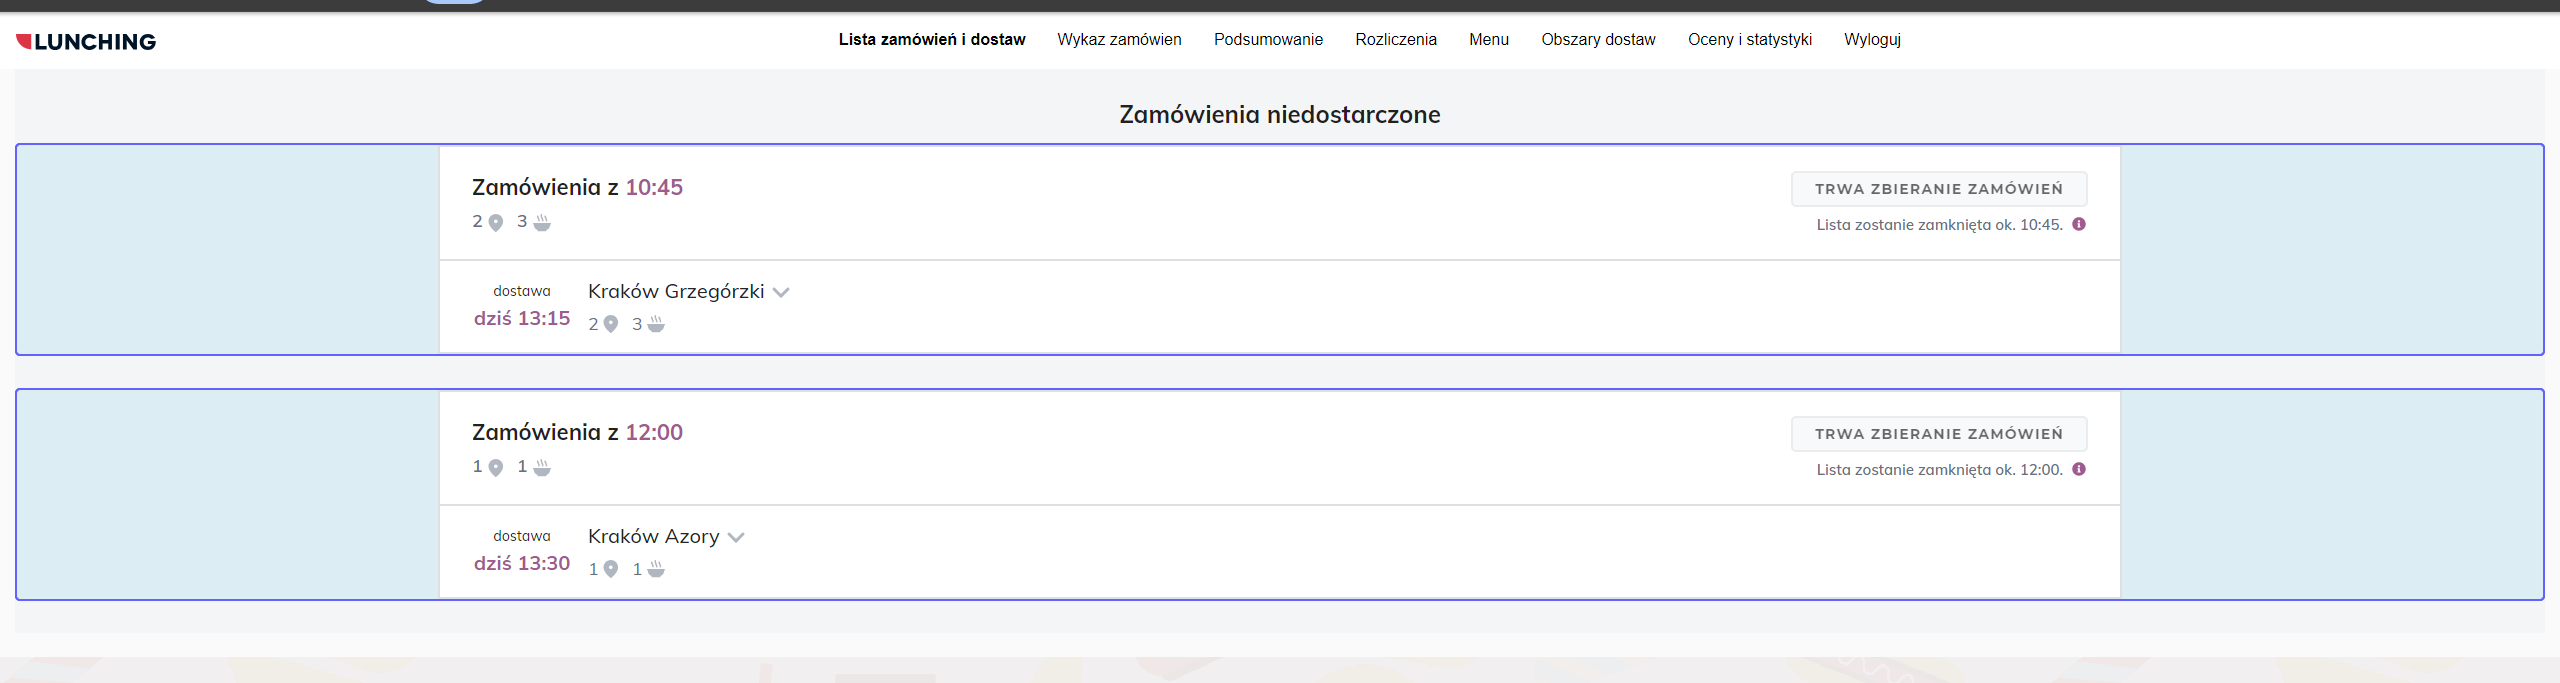 LUNCHING
Lista zamówień i dostaw Wykaz zamówien Podsumowanie Rozliczenia Menu Obszary dostaw Oceny i statystyki Wyloguj
Zamówienia niedostarczone
Zamówienia z 10:45
TRWA ZBIERANIE ZAMÓWIEŃ
2 3
Lista zostanie zamknięta ok. 10:45.
dostawa
Kraków Grzegórzki
dziś 13:15
2 3
Zamówienia z 12:00
TRWA ZBIERANIE ZAMÓWIEŃ
1 1
Lista zostanie zamknięta ok. 12:00.
dostawa
Kraków Azory
dziś 13:30
1 1